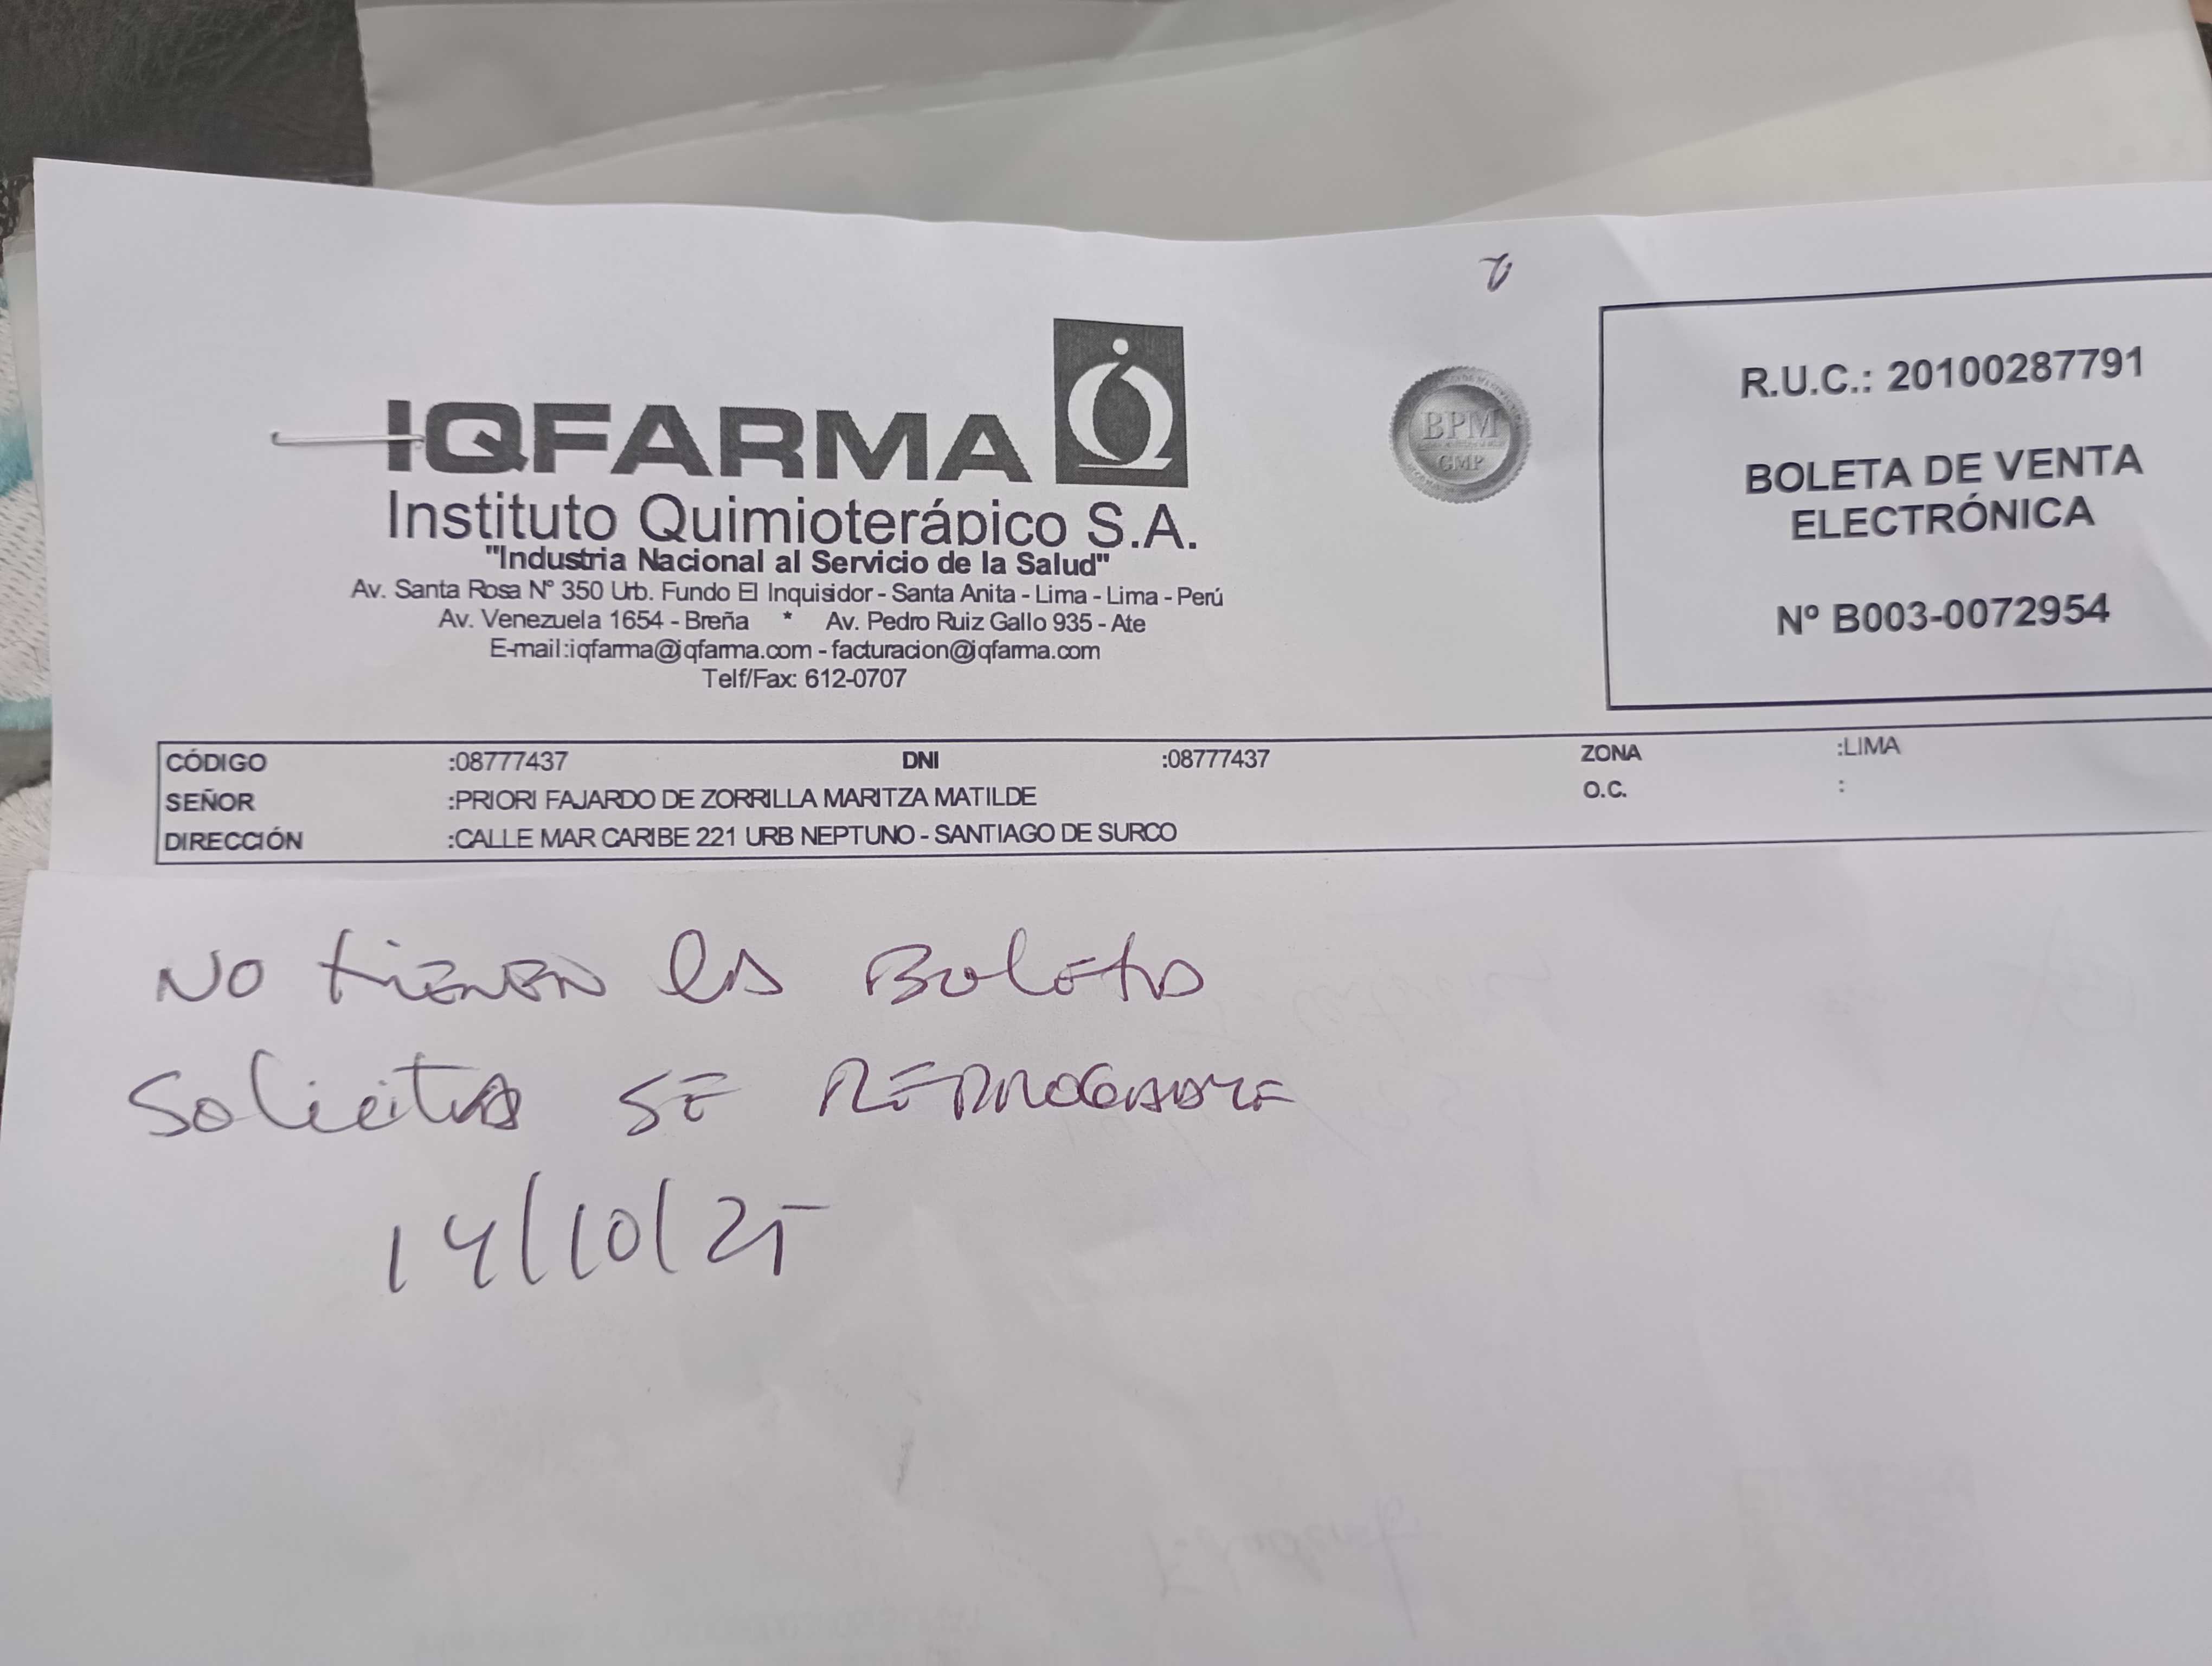 IQFARMA
Instituto Quimioterápico S.A.
"Industria Nacional al Servicio de la Salud"
Av. Santa Rosa Nº 350 Urb. Fundo El Inquisidor - Santa Anita - Lima - Lima - Perú
Av. Venezuela 1654 - Breña * Av. Pedro Ruiz Gallo 935 - Ate
E-mail:iqfarma@iqfarma.com - facturacion@iqfarma.com
Telf/Fax: 612-0707
BPM
GMP
R.U.C.: 20100287791
BOLETA DE VENTA
ELECTRÓNICA
Nº B003-0072954
CÓDIGO :08777437 DNI :08777437 ZONA :LIMA
SEÑOR :PRIORI FAJARDO DE ZORRILLA MARITZA MATILDE O.C. :
DIRECCIÓN :CALLE MAR CARIBE 221 URB NEPTUNO - SANTIAGO DE SURCO
NO tienen la Boleta
Solicita SE REPROGRAME
14/10/25